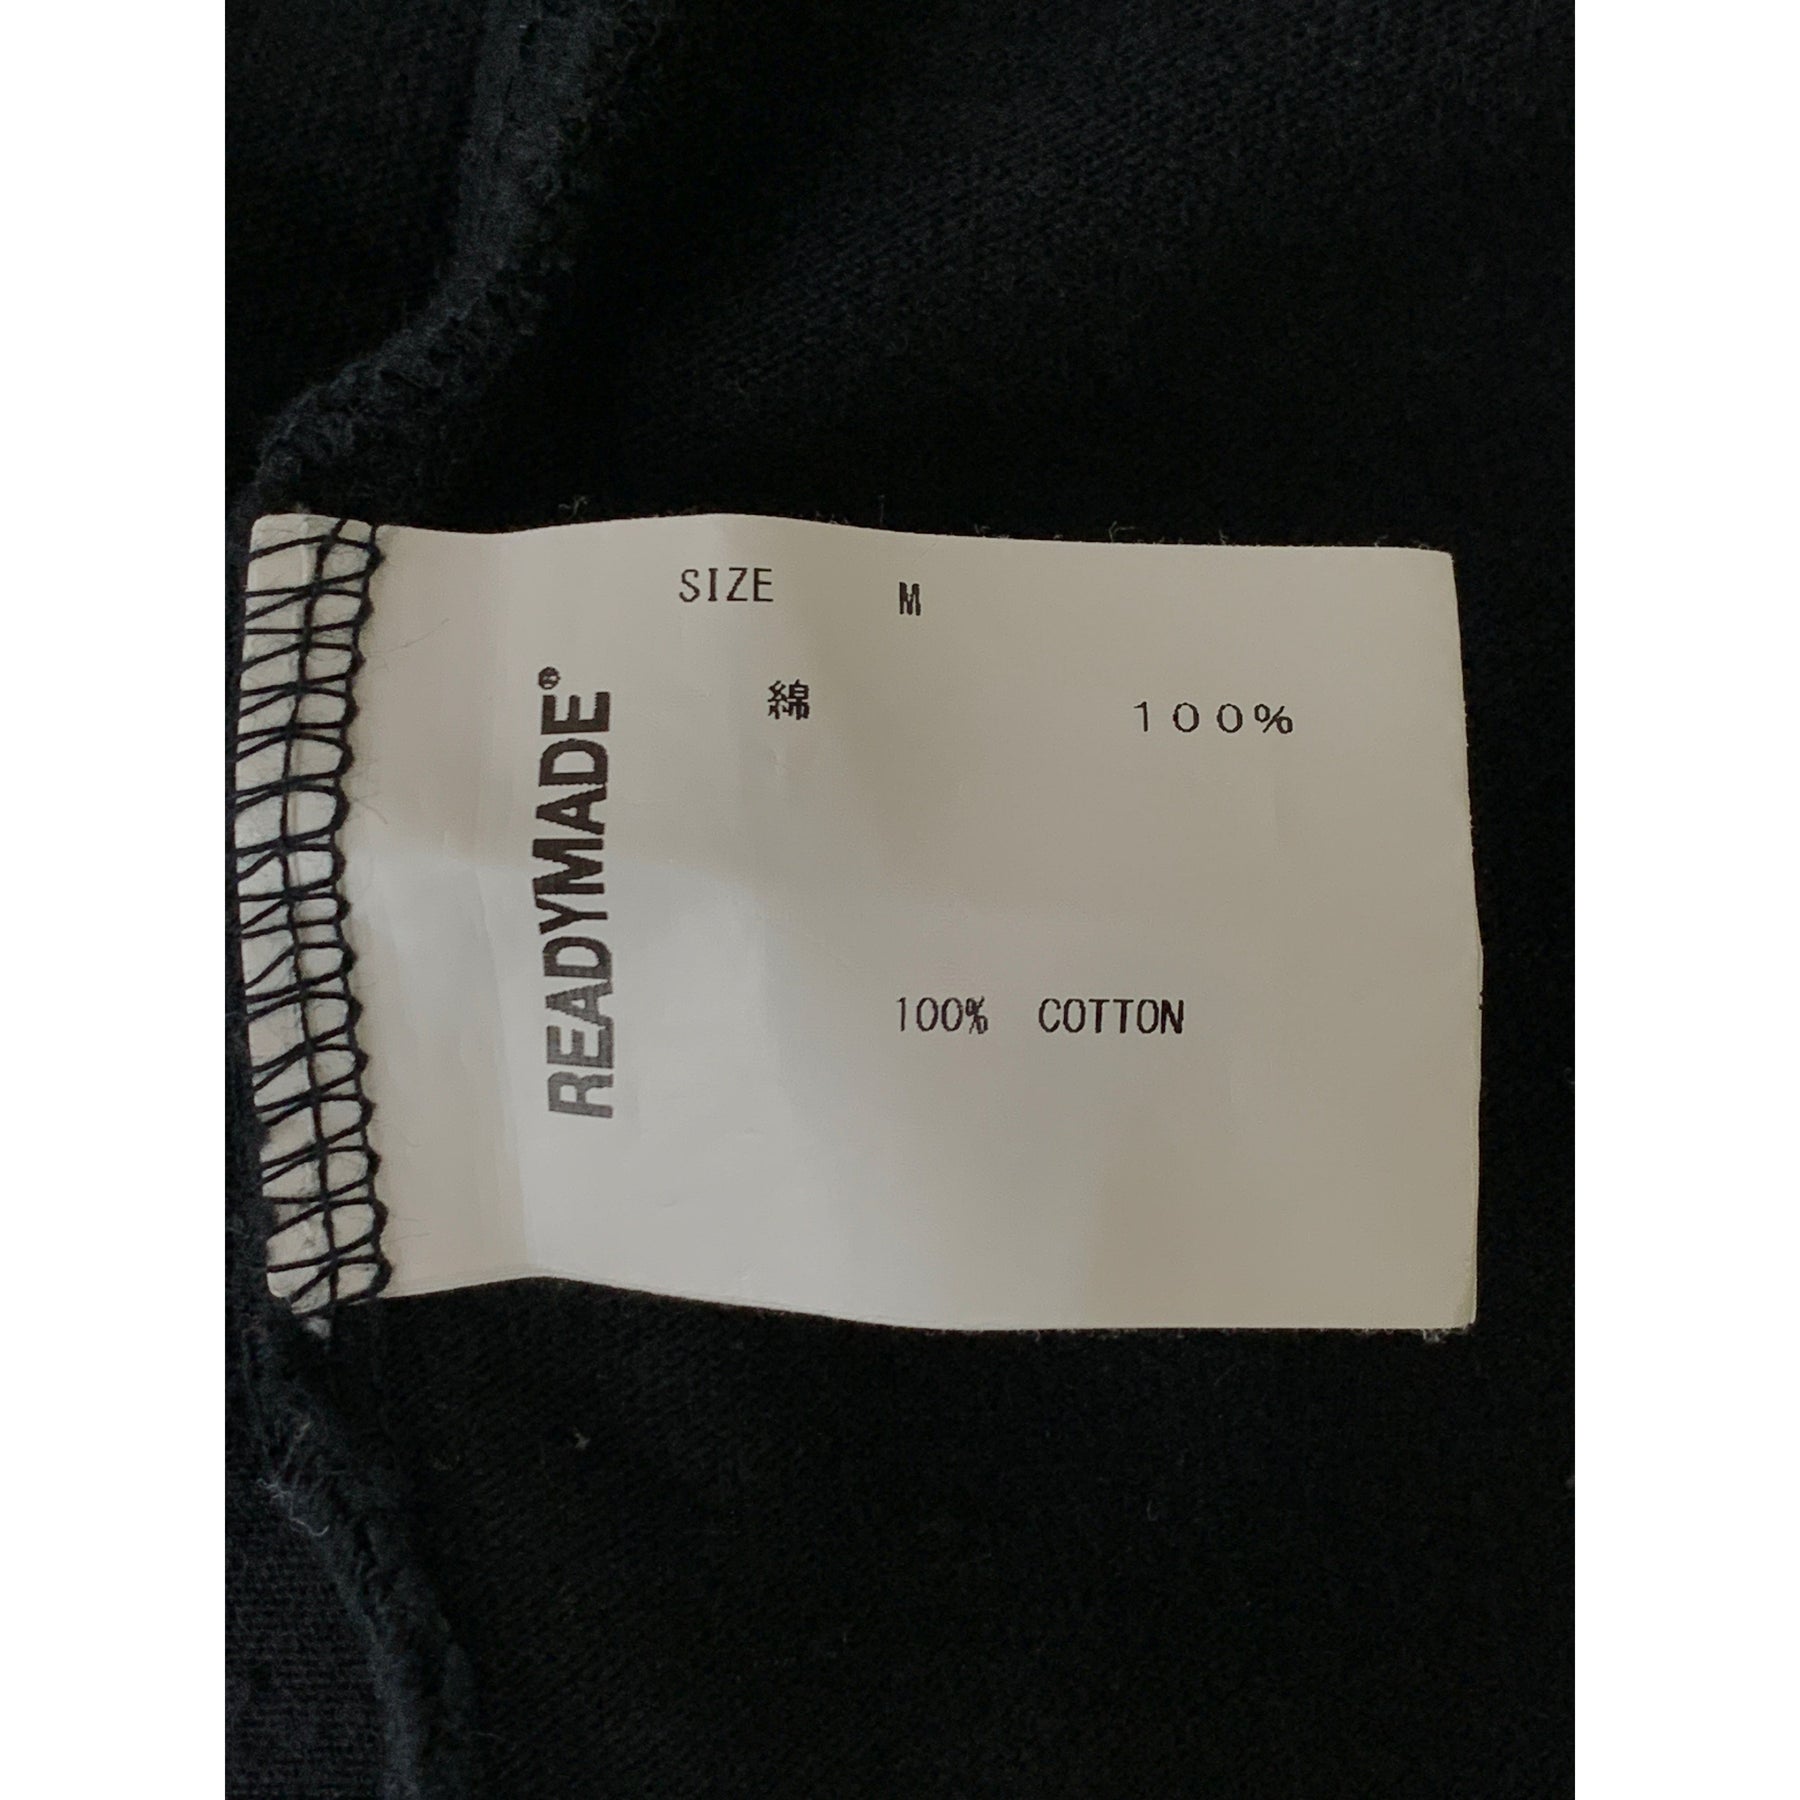 SIZE M
綿 100%
READYMADE®
100% COTTON